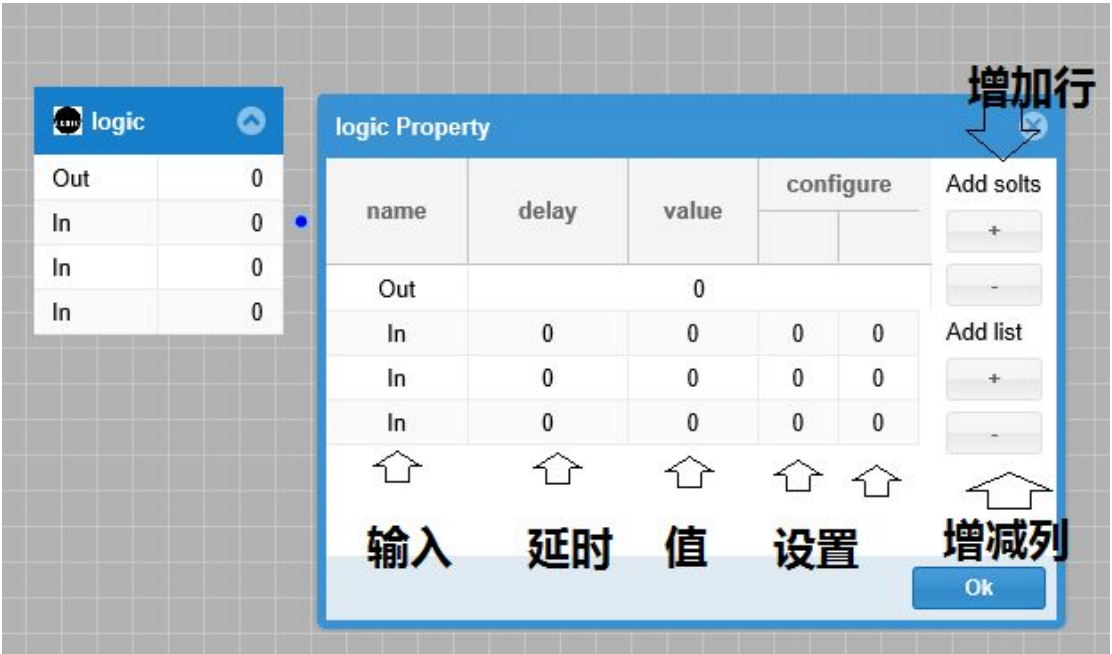 增加行
logic
logic Property
Out 0
In 0
In 0
In 0
name delay value configure
Out 0
In 0 0 0 0
In 0 0 0 0
In 0 0 0 0
Add solts
+
-
Add list
+
-
输入 延时 值 设置 增减列
Ok